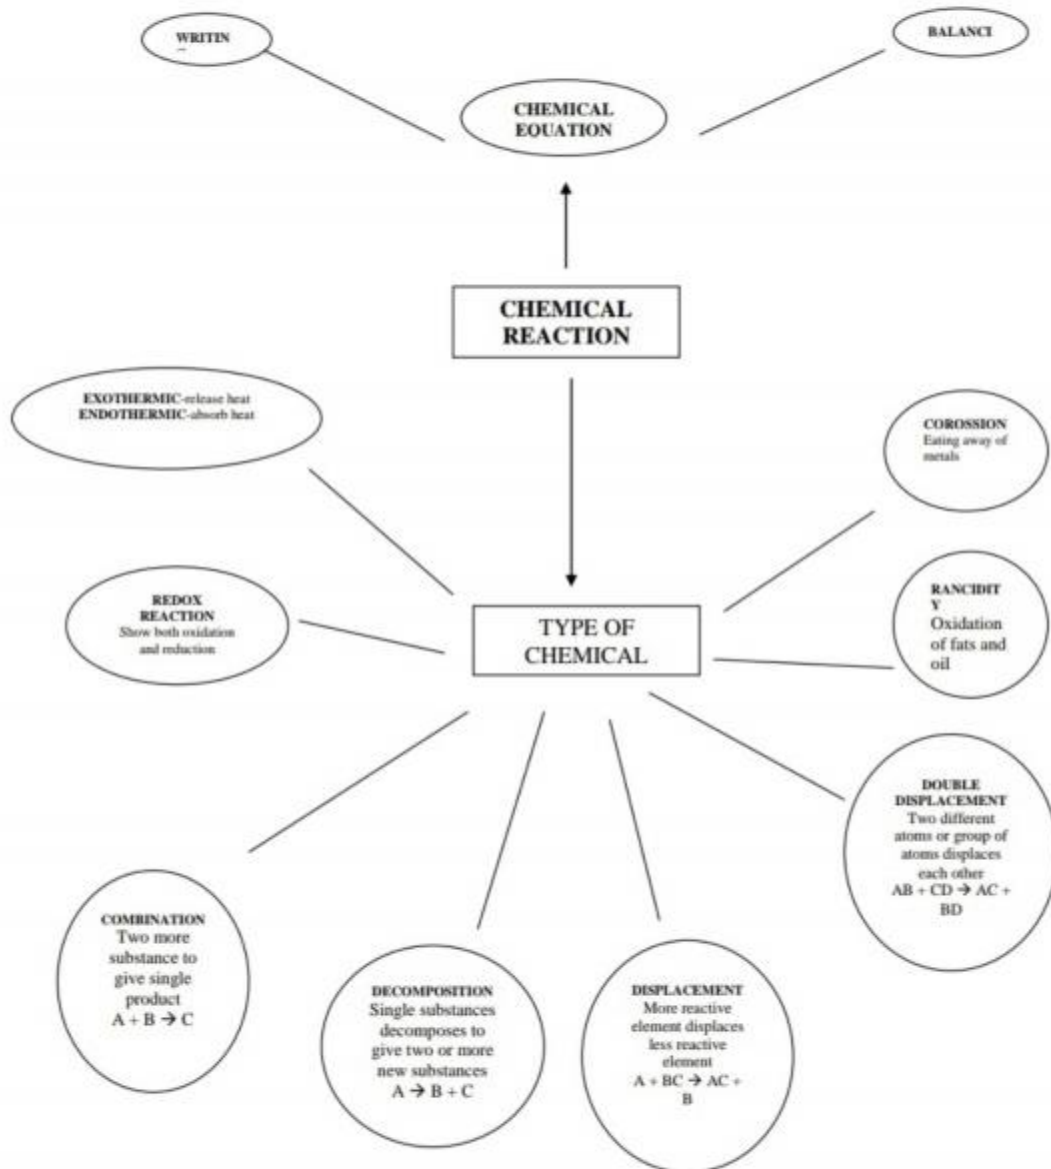 WRITIN
BALANCI
CHEMICAL
EQUATION
CHEMICAL
REACTION
EXOTHERMIC-release heat
ENDOTHERMIC-absorb heat
COROSSION
Eating away of
metals
REDOX
REACTION
Show both oxidation
and reduction
TYPE OF
CHEMICAL
RANCIDIT
Y
Oxidation
of fats and
oil
DOUBLE
DISPLACEMENT
Two different
atoms or group of
atoms displaces
each other
AB + CD → AC +
BD
COMBINATION
Two more
substance to
give single
product
A + B → C
DECOMPOSITION
Single substances
decomposes to
give two or more
new substances
A → B + C
DISPLACEMENT
More reactive
element displaces
less reactive
element
A + BC → AC +
B